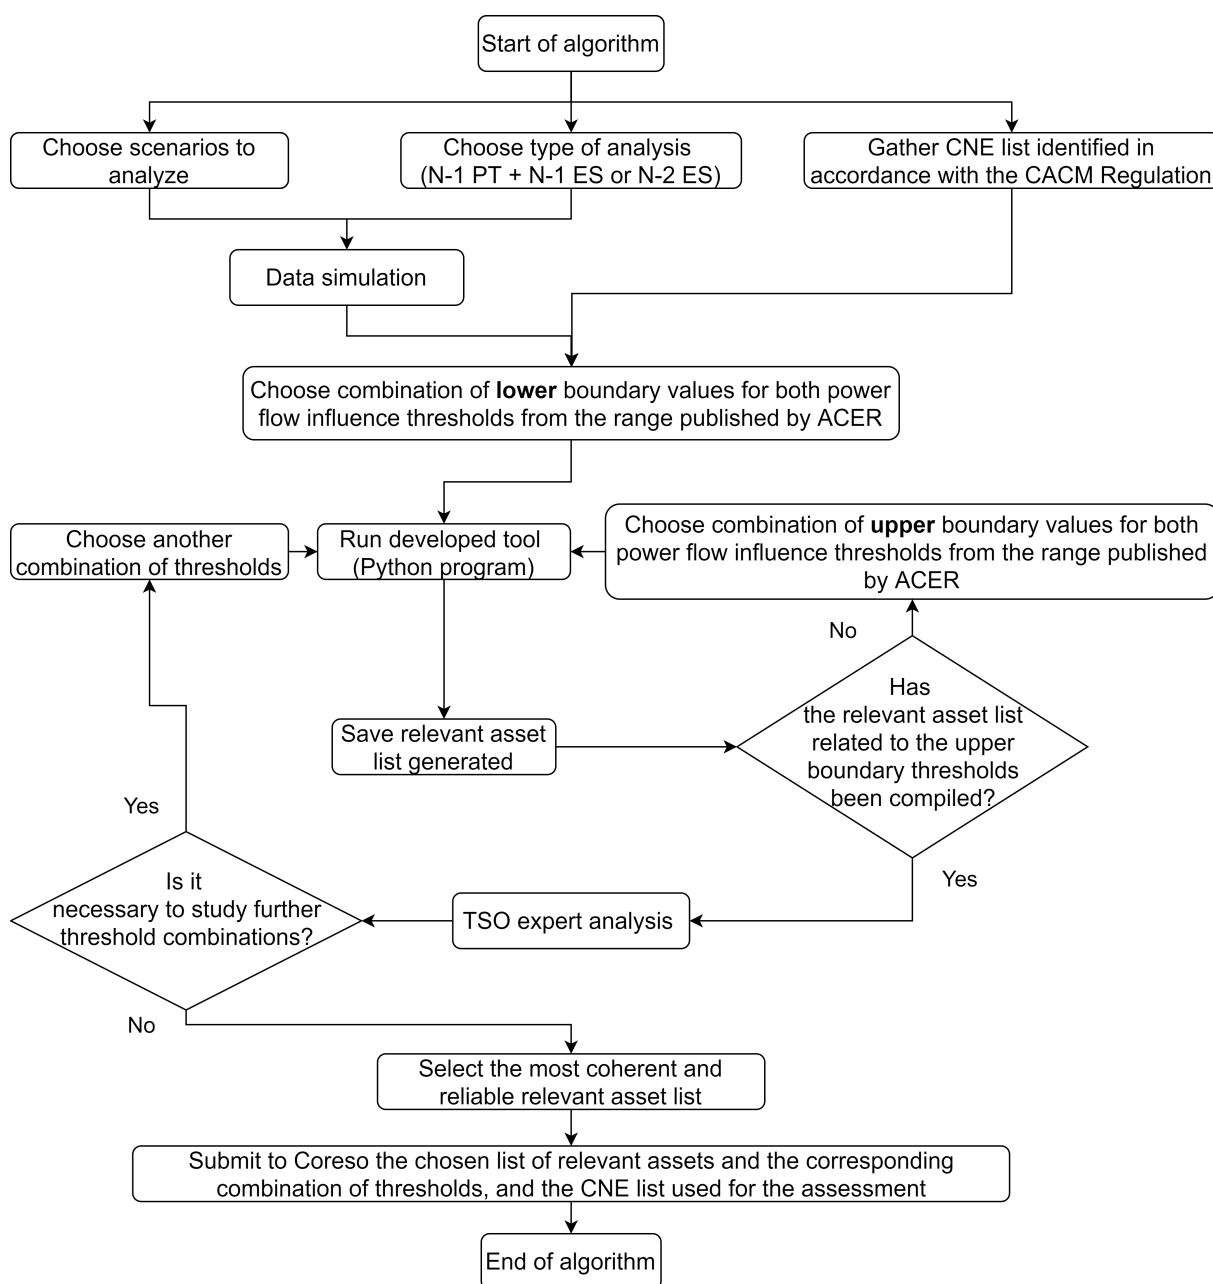 Start of algorithm
Choose scenarios to
analyze
Choose type of analysis
(N-1 PT + N-1 ES or N-2 ES)
Gather CNE list identified in
accordance with the CACM Regulation
Data simulation
Choose combination of lower boundary values for both power
flow influence thresholds from the range published by ACER
Choose another
combination of thresholds
Run developed tool
(Python program)
Choose combination of upper boundary values for both
power flow influence thresholds from the range published
by ACER
No
Has
the relevant asset list
related to the upper
boundary thresholds
been compiled?
Save relevant asset
list generated
Yes
Yes
Is it
necessary to study further
threshold combinations?
TSO expert analysis
No
Select the most coherent and
reliable relevant asset list
Submit to Coreso the chosen list of relevant assets and the corresponding
combination of thresholds, and the CNE list used for the assessment
End of algorithm